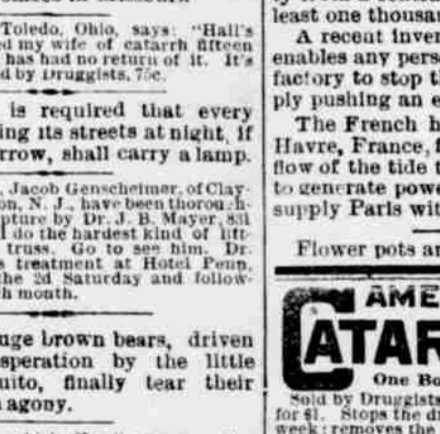 Toledo, Ohio, says: "Hall's
ed my wife of catarrh fifteen
has had no return of it. It's
d by Druggists, 75c.
is required that every
ing its streets at night, if
rrow, shall carry a lamp.
, Jacob Genscheimer, of Clay-
on, N. J., have been thorou h-
pture by Dr. J. B. Mayer, 831
I do the hardest kind of lift-
truss. Go to see him. Dr.
s treatment at Hotel Penn,
the 2d Saturday and follow-
h month.
uge brown bears, driven
speration by the little
uito, finally tear their
agony.
least one thousan
A recent inven
enables any pers
factory to stop t
ply pushing an e
The French h
Havre, France, f
flow of the tide t
to generate powe
supply Paris wit
Flower pots a
AME
CATAR
One Bo
Sold by Druggists
for $1. Stops the di
week; removes the